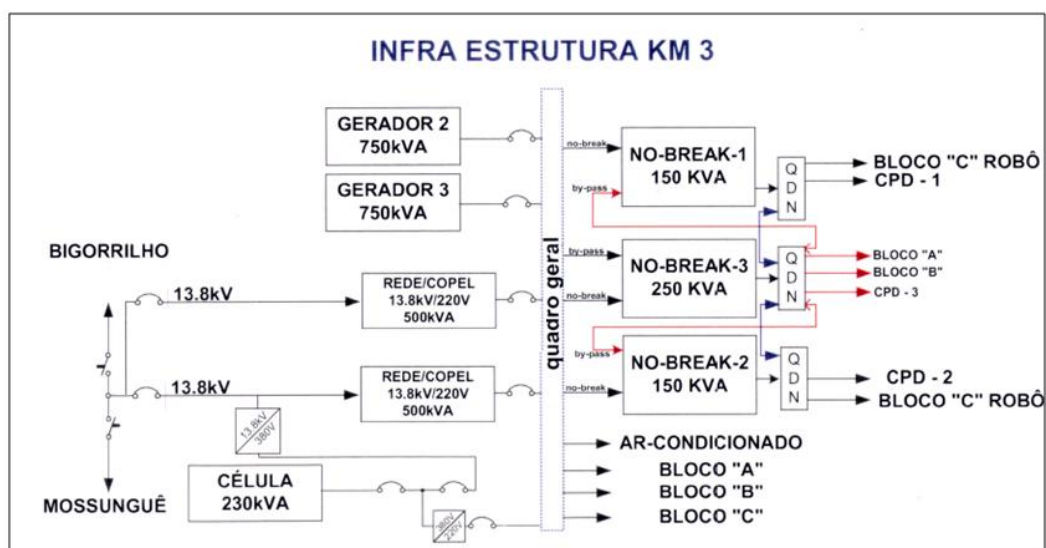 INFRA ESTRUTURA KM 3
GERADOR 2
750kVA
GERADOR 3
750kVA
BIGORRILHO
13.8kV
REDE/COPEL
13.8kV/220V
500kVA
13.8kV
REDE/COPEL
13.8kV/220V
500kVA
13.8kV
380V
MOSSUNGUÊ
CÉLULA
230kVA
380V
220V
quadro geral
no-break
NO-BREAK-1
150 KVA
by-pass
by-pass
NO-BREAK-3
250 KVA
no-break
by-pass
NO-BREAK-2
150 KVA
no-break
Q
D
N
BLOCO "C" ROBÔ
CPD - 1
Q
D
N
BLOCO "A"
BLOCO "B"
CPD - 3
Q
D
N
CPD - 2
BLOCO "C" ROBÔ
AR-CONDICIONADO
BLOCO "A"
BLOCO "B"
BLOCO "C"